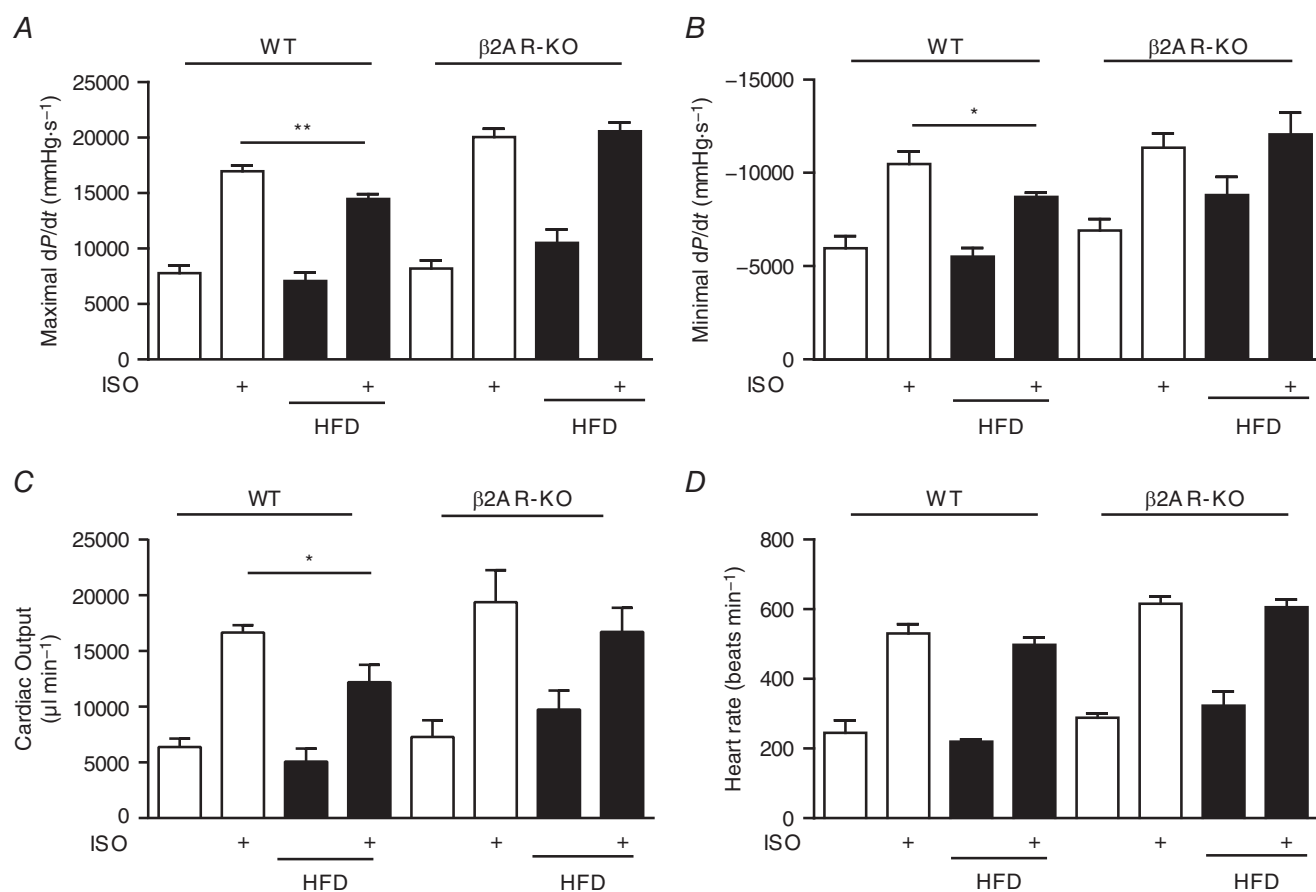 A
WT
β2AR-KO
Maximal dP/dt (mmHg·s−1)
25000
20000
15000
10000
5000
0
**
ISO
+
+
+
+
HFD
HFD
B
WT
β2AR-KO
Minimal dP/dt (mmHg·s−1)
−15000
−10000
−5000
0
*
+
+
+
+
HFD
HFD
C
WT
β2AR-KO
Cardiac Output
(µl min−1)
25000
20000
15000
10000
5000
0
*
ISO
+
+
+
+
HFD
HFD
D
WT
β2AR-KO
Heart rate (beats min−1)
800
600
400
200
0
+
+
+
+
HFD
HFD